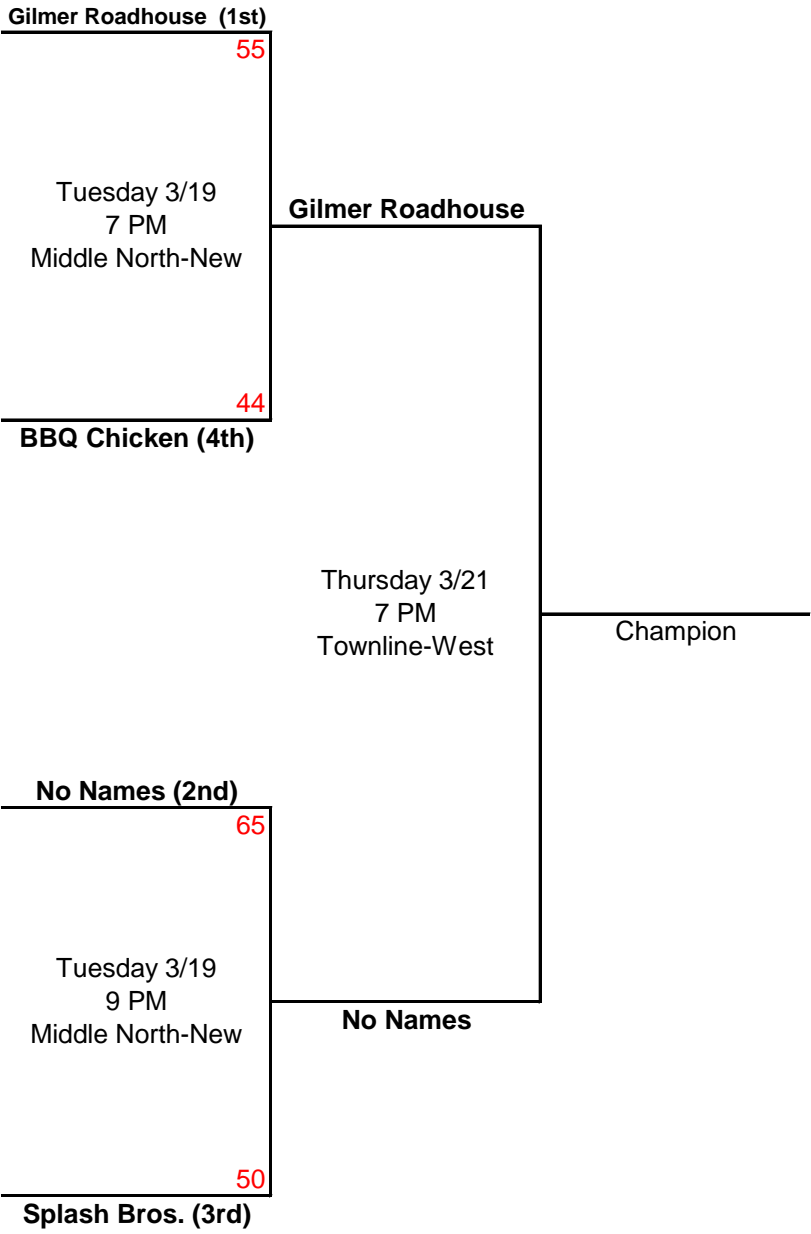 Gilmer Roadhouse (1st)
55
Tuesday 3/19
7 PM
Middle North-New
44
BBQ Chicken (4th)
Gilmer Roadhouse
Thursday 3/21
7 PM
Townline-West
Champion
No Names (2nd)
65
Tuesday 3/19
9 PM
Middle North-New
No Names
50
Splash Bros. (3rd)